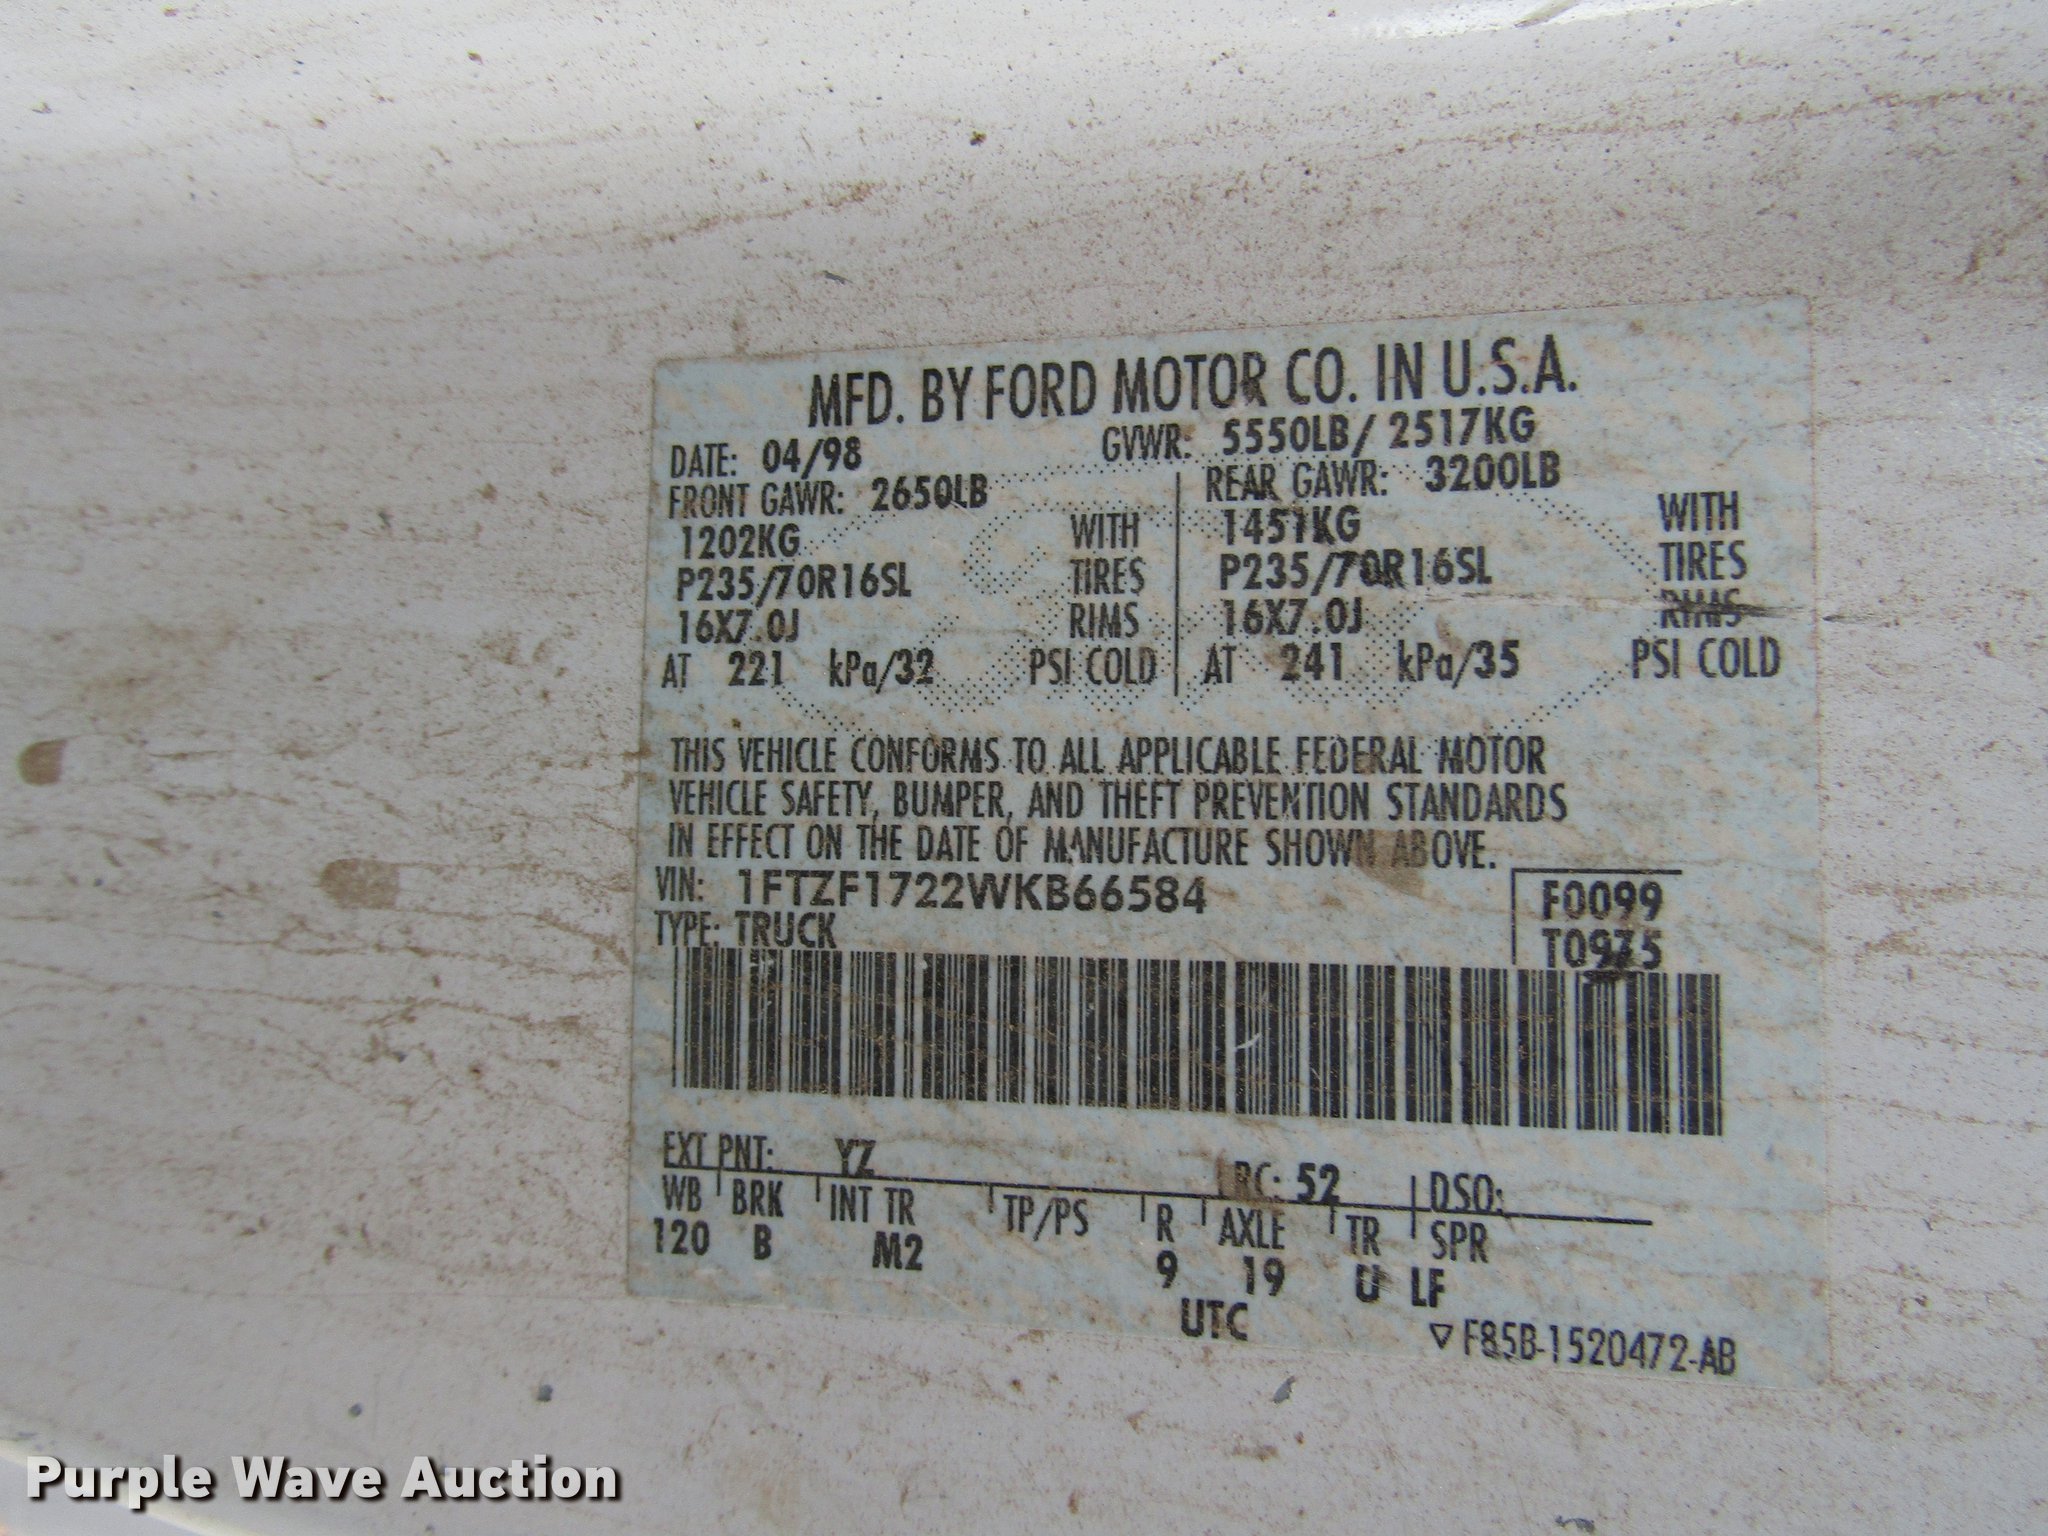 MFD. BY FORD MOTOR CO. IN U.S.A.
DATE: 04/98 GVWR: 5550LB/ 2517KG
FRONT GAWR: 2650LB REAR GAWR: 3200LB
1202KG WITH 1451KG WITH
P235/70R16SL TIRES P235/70R16SL TIRES
16X7.0J RIMS 16X7.0J RIMS
AT 221 kPa/32 PSI COLD AT 241 kPa/35 PSI COLD
THIS VEHICLE CONFORMS TO ALL APPLICABLE FEDERAL MOTOR
VEHICLE SAFETY, BUMPER, AND THEFT PREVENTION STANDARDS
IN EFFECT ON THE DATE OF MANUFACTURE SHOWN ABOVE.
VIN: 1FTZF1722WKB66584 F0099
TYPE: TRUCK T0975
EXT PNT: YZ RC: 52 DSO:
WB BRK INT TR TP/PS R AXLE TR SPR
120 B M2 9 19 U LF
UTC
▽ F85B-1520472-AB
Purple Wave Auction